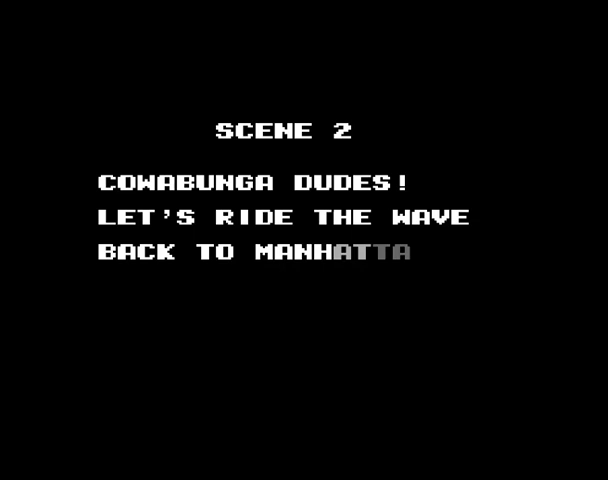 SCENE 2
COWABUNGA DUDES!
LET'S RIDE THE WAVE
BACK TO MANHATTA